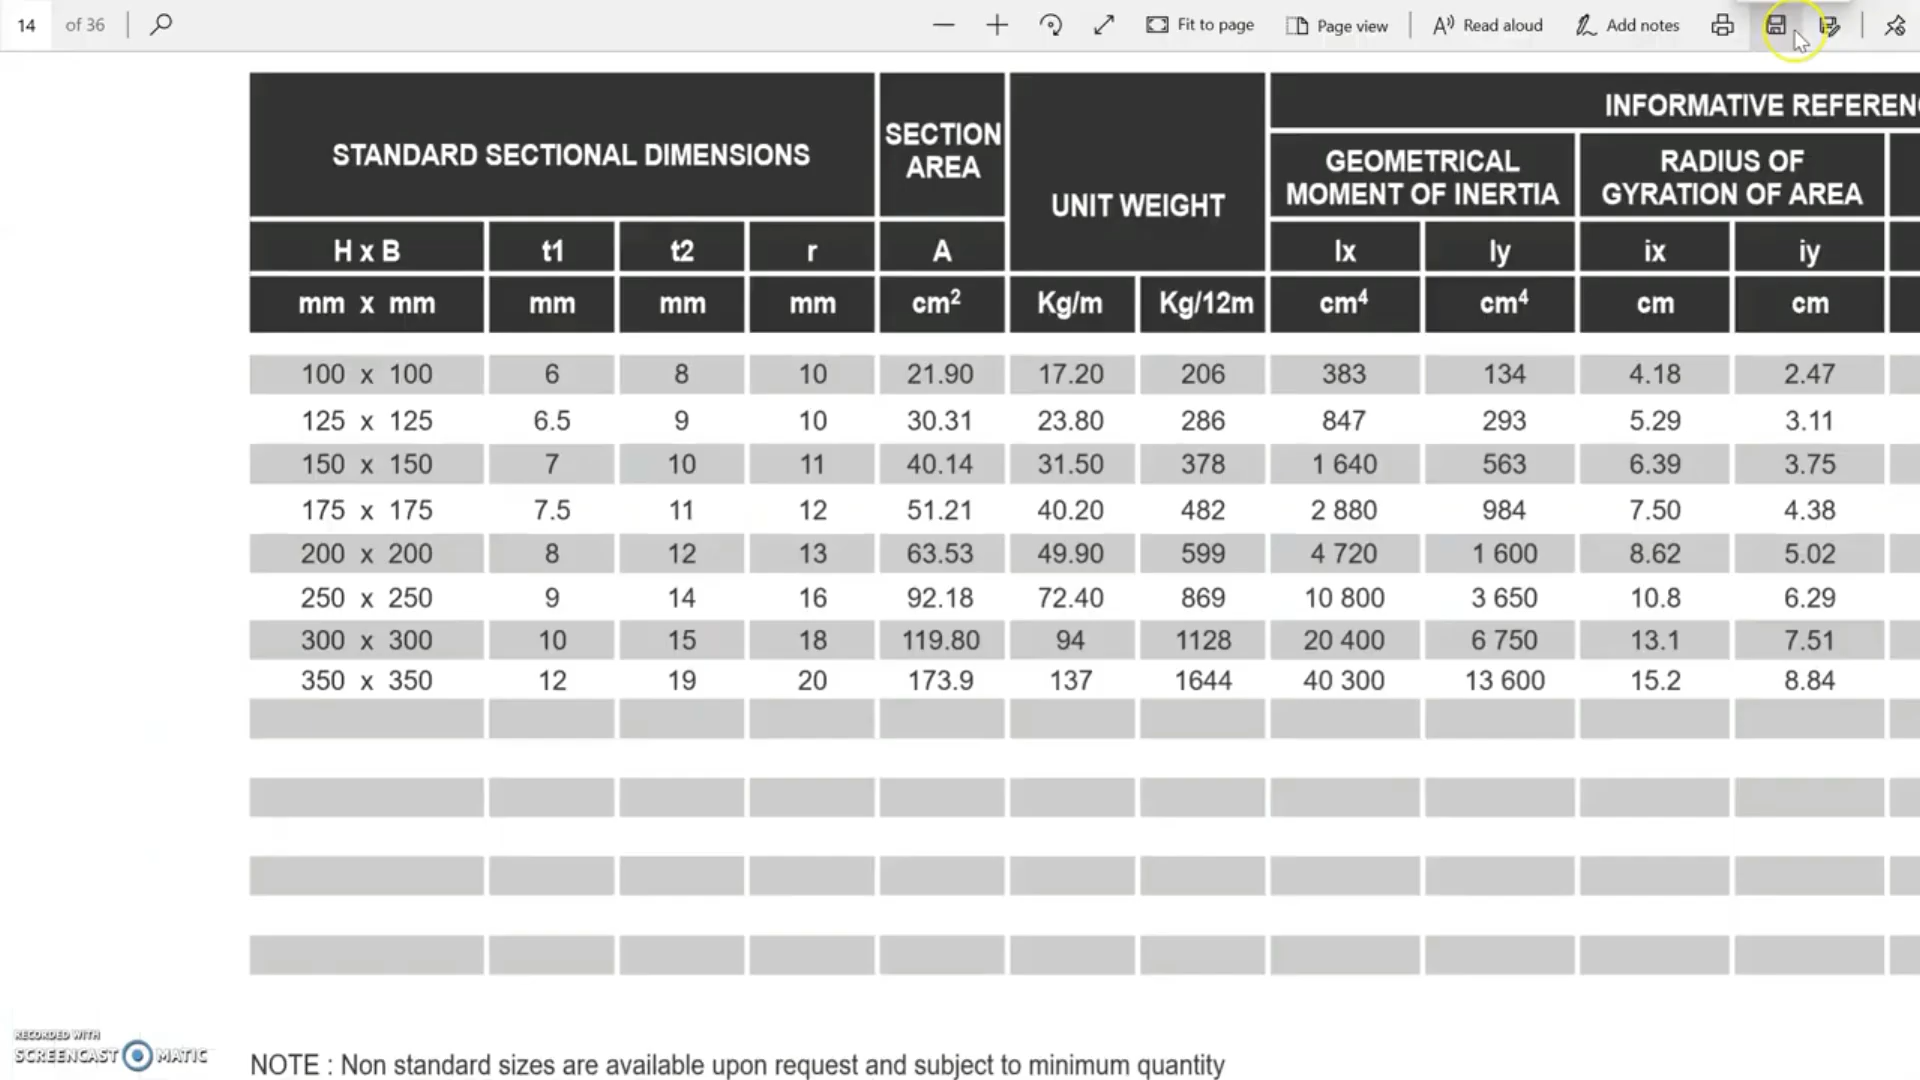 14 of 36 Fit to page Page view Read aloud Add notes
STANDARD SECTIONAL DIMENSIONS
SECTION
AREA
UNIT WEIGHT
INFORMATIVE REFEREN
GEOMETRICAL
MOMENT OF INERTIA
RADIUS OF
GYRATION OF AREA
H x B t1 t2 r A Ix Iy ix iy
mm x mm mm mm mm cm² Kg/m Kg/12m cm⁴ cm⁴ cm cm
100 x 100 6 8 10 21.90 17.20 206 383 134 4.18 2.47
125 x 125 6.5 9 10 30.31 23.80 286 847 293 5.29 3.11
150 x 150 7 10 11 40.14 31.50 378 1 640 563 6.39 3.75
175 x 175 7.5 11 12 51.21 40.20 482 2 880 984 7.50 4.38
200 x 200 8 12 13 63.53 49.90 599 4 720 1 600 8.62 5.02
250 x 250 9 14 16 92.18 72.40 869 10 800 3 650 10.8 6.29
300 x 300 10 15 18 119.80 94 1128 20 400 6 750 13.1 7.51
350 x 350 12 19 20 173.9 137 1644 40 300 13 600 15.2 8.84
RECORDED WITH
SCREENCAST MATIC
NOTE : Non standard sizes are available upon request and subject to minimum quantity